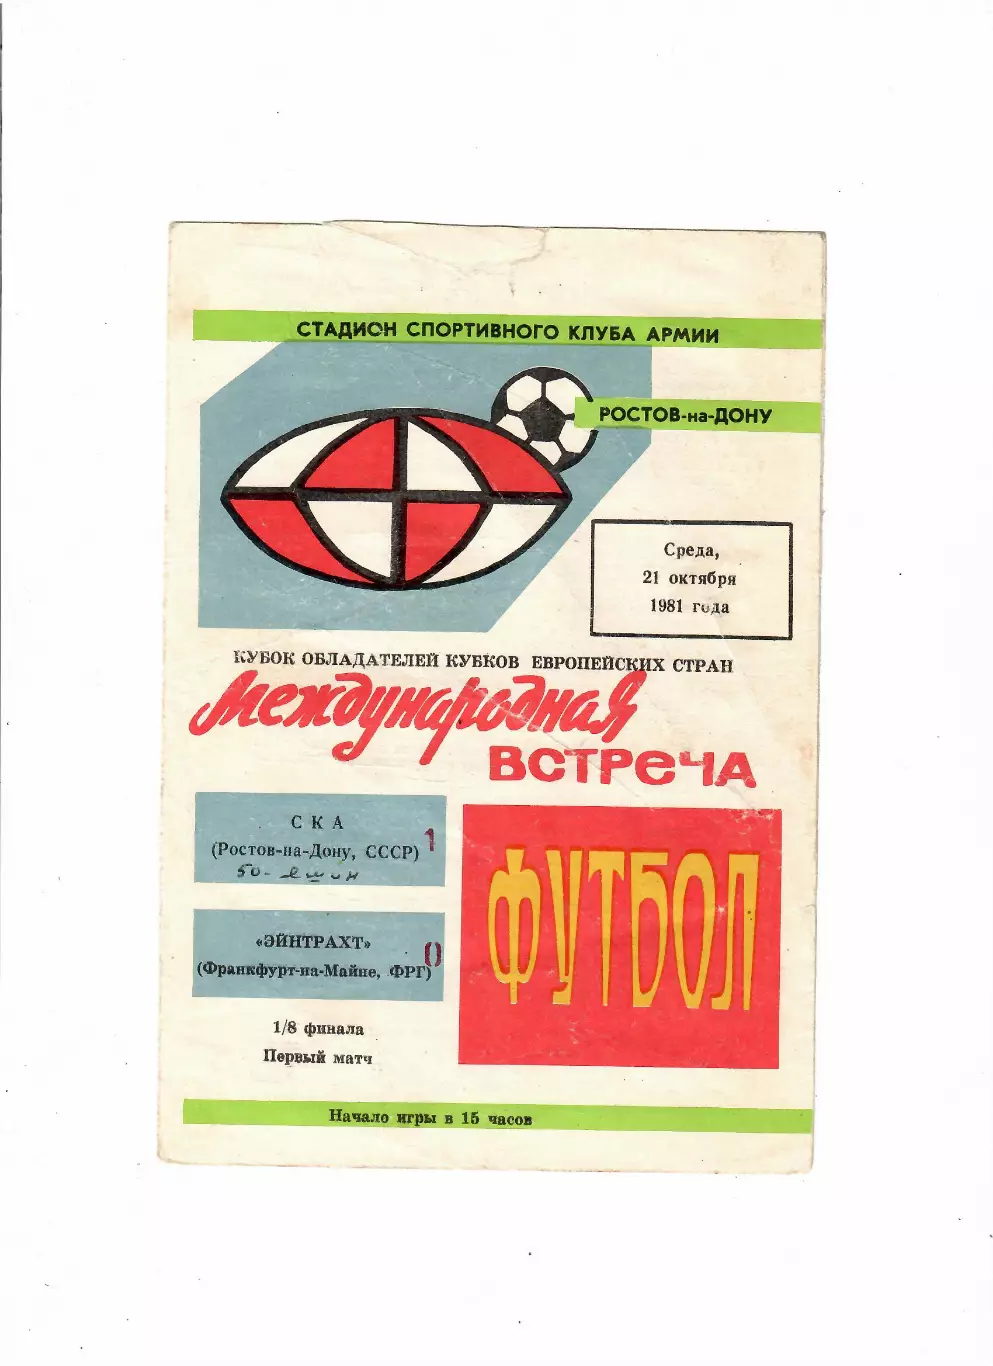 СТАДИОН СПОРТИВНОГО КЛУБА АРМИИ
РОСТОВ-на-ДОНУ
Среда,
21 октября
1981 года
КУБОК ОБЛАДАТЕЛЕЙ КУБКОВ ЕВРОПЕЙСКИХ СТРАН
Международная
ВСТРЕЧА
СКА
(Ростов-на-Дону, СССР) 1
50-
«ЭЙНТРАХТ»
(Франкфурт-на-Майне, ФРГ) 0
ФУТБОЛ
1/8 финала
Первый матч
Начало игры в 15 часов